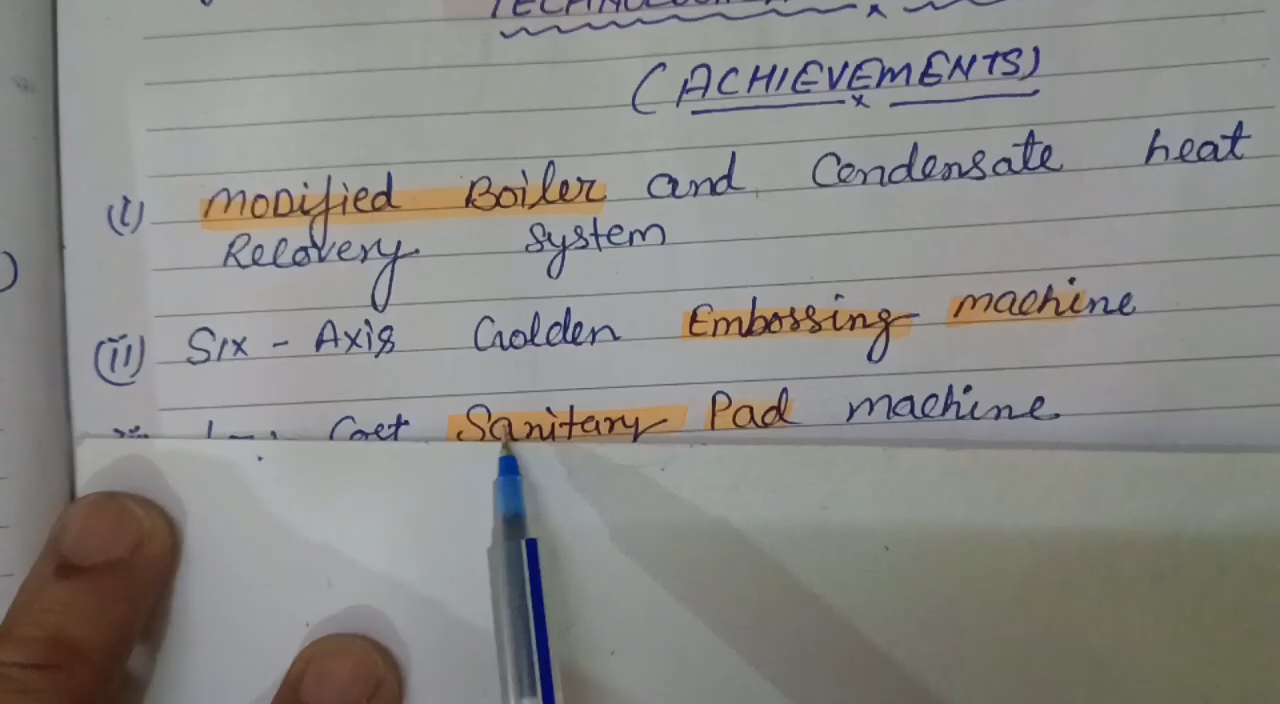 (ACHIEVEMENTS)
(i) Modified Boiler and Condensate heat
Recovery System
(ii) Six-Axis Golden Embossing machine
Cost Sanitary Pad machine